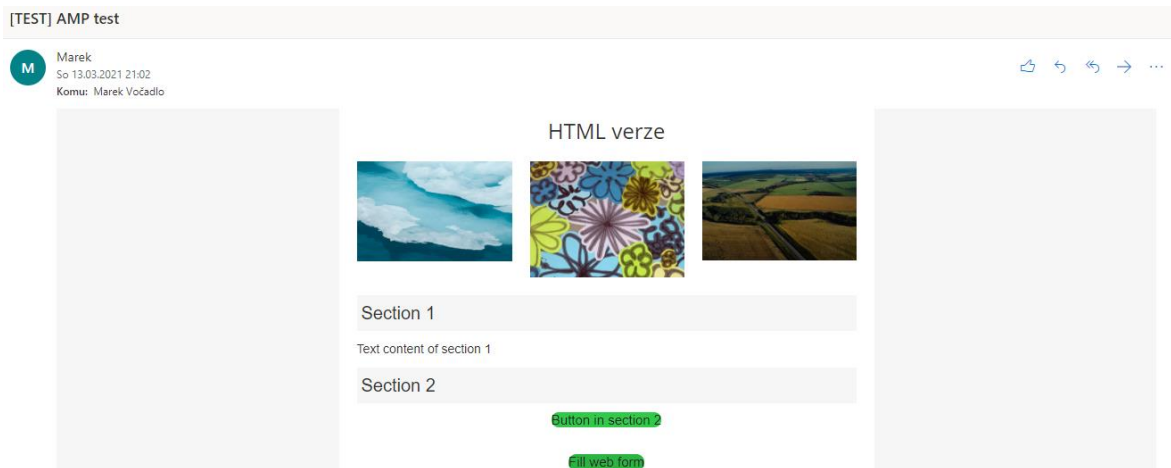 [TEST] AMP test
M
Marek
So 13.03.2021 21:02
Komu: Marek Vočadlo
HTML verze
Section 1
Text content of section 1
Section 2
Button in section 2
Fill web form